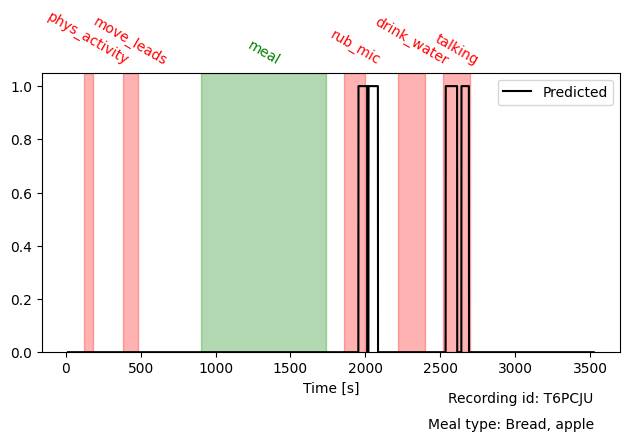 phys_activity
move_leads
meal
rub_mic
drink_water
talking
Predicted
1.0
0.8
0.6
0.4
0.2
0.0
0 500 1000 1500 2000 2500 3000 3500
Time [s]
Recording id: T6PCJU
Meal type: Bread, apple